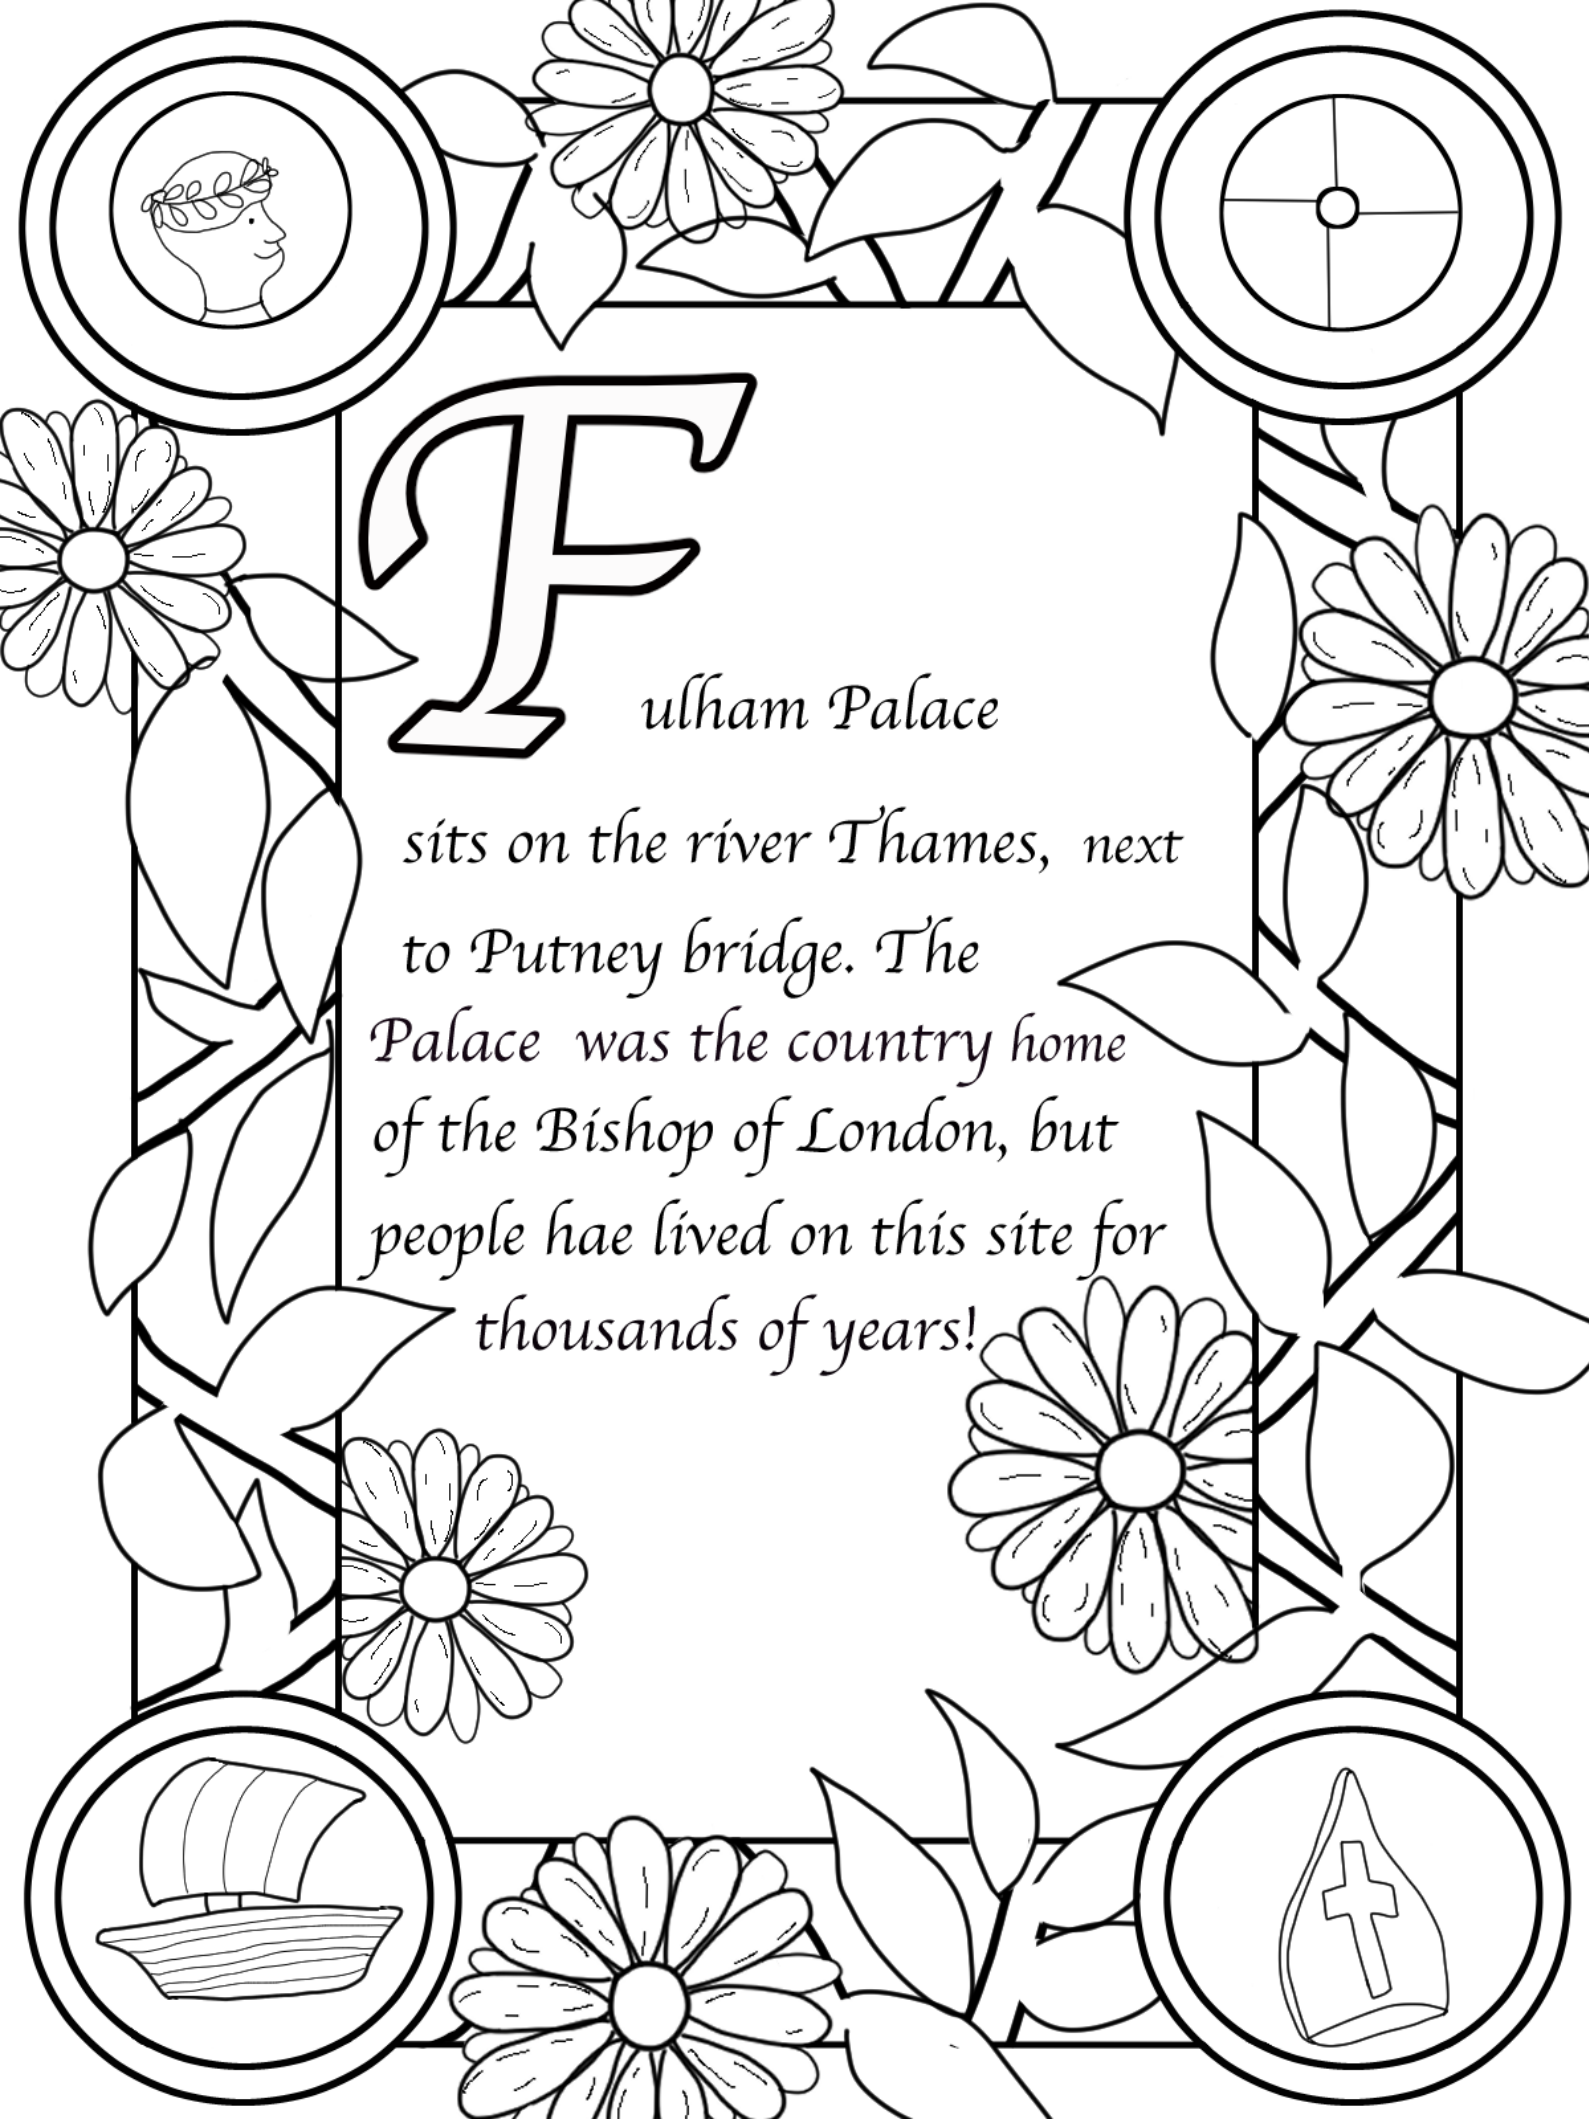 Fulham Palace
sits on the river Thames, next
to Putney bridge. The
Palace was the country home
of the Bishop of London, but
people hae lived on this site for
thousands of years!